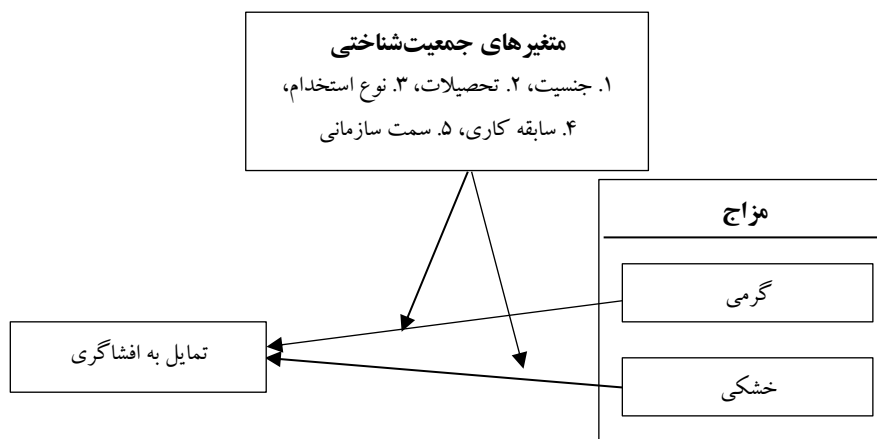 متغیرهای جمعیت‌شناختی
۱. جنسیت، ۲. تحصیلات، ۳. نوع استخدام،
۴. سابقه کاری، ۵. سمت سازمانی
مزاج
گرمی
تمایل به افشاگری
خشکی